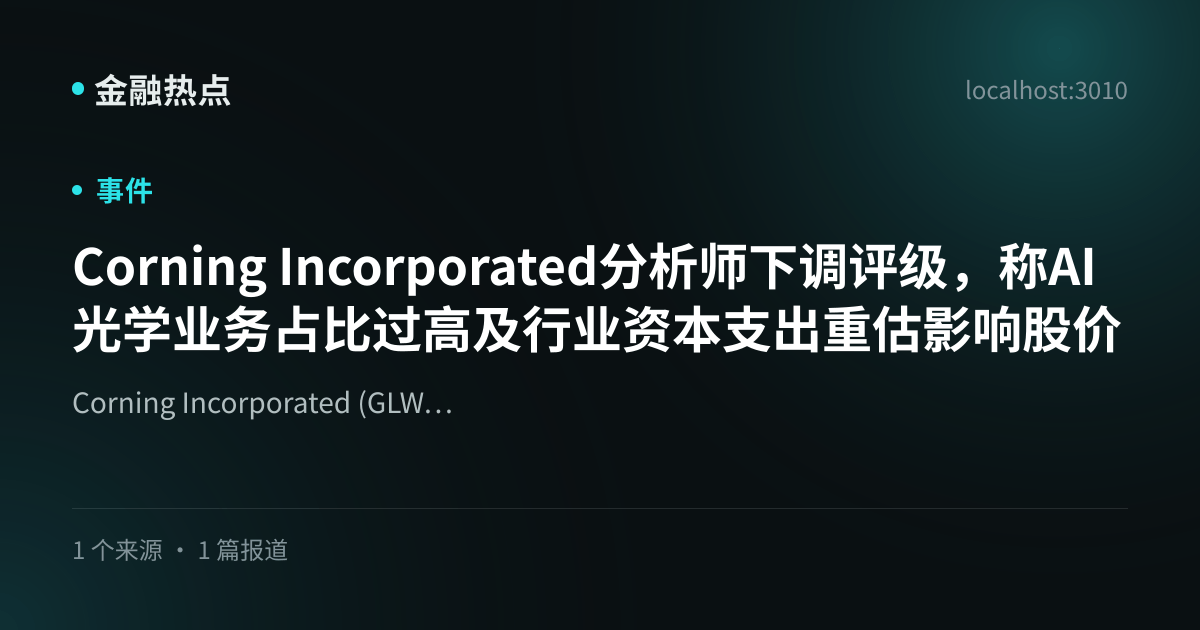 金融热点
localhost:3010
事件
Corning Incorporated分析师下调评级，称AI
光学业务占比过高及行业资本支出重估影响股价
Corning Incorporated (GLW…
1 个来源 · 1 篇报道